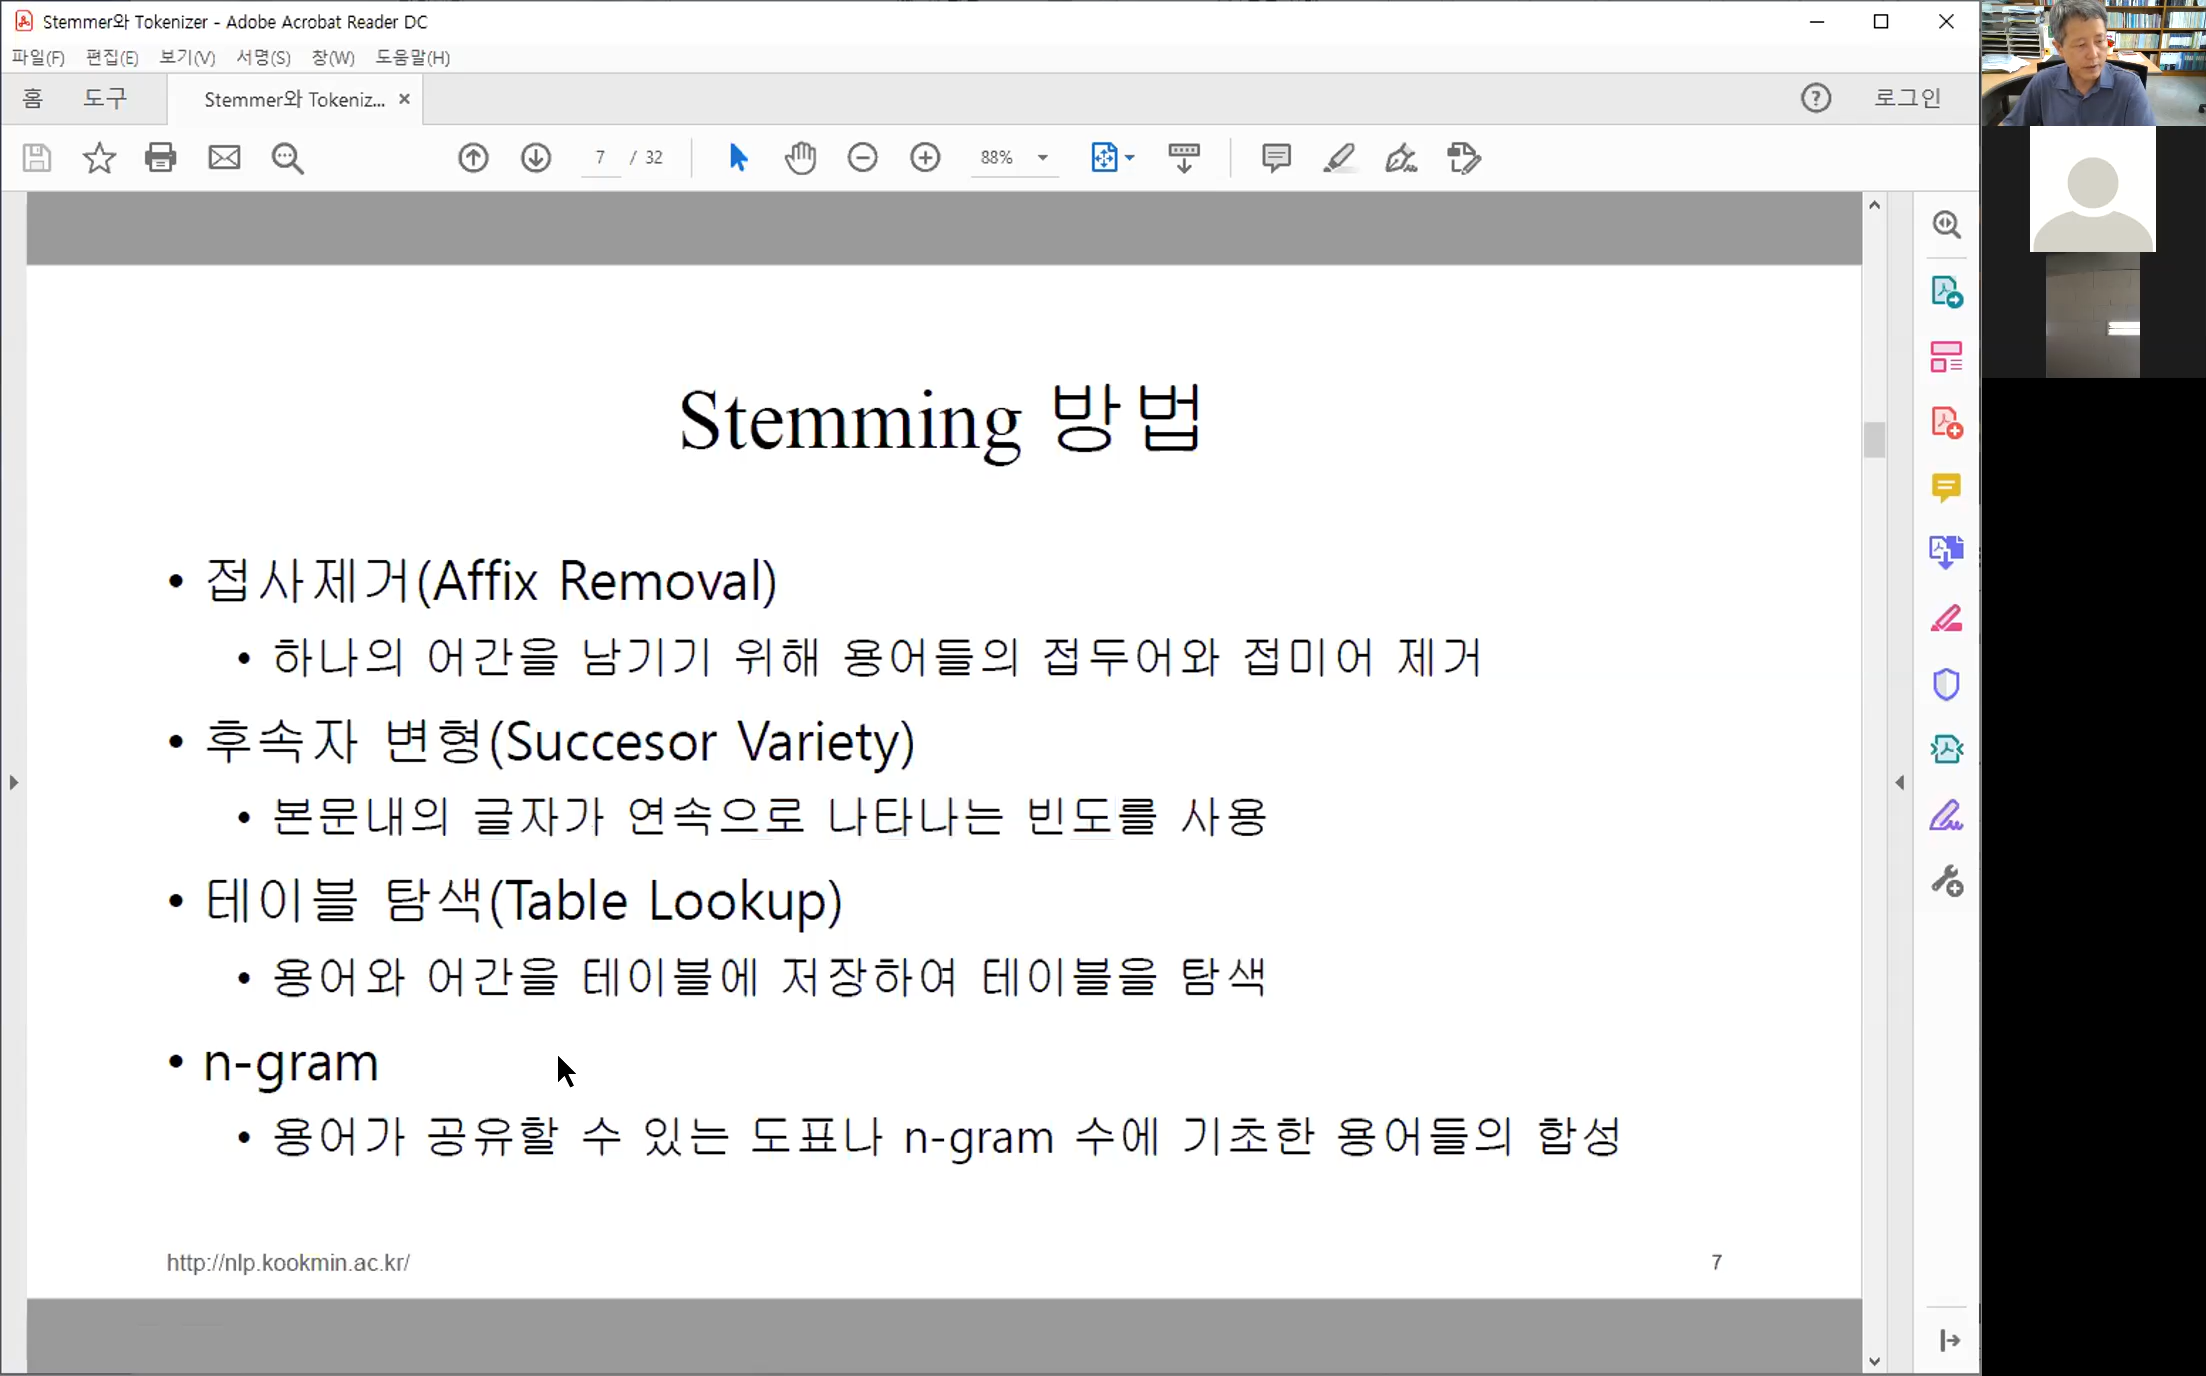 Stemmer와 Tokenizer - Adobe Acrobat Reader DC
파일(F) 편집(E) 보기(V) 서명(S) 창(W) 도움말(H)
홈 도구 Stemmer와 Tokeniz... 로그인
7 / 32 88%
Stemming 방법
• 접사제거(Affix Removal)
• 하나의 어간을 남기기 위해 용어들의 접두어와 접미어 제거
• 후속자 변형(Succesor Variety)
• 본문내의 글자가 연속으로 나타나는 빈도를 사용
• 테이블 탐색(Table Lookup)
• 용어와 어간을 테이블에 저장하여 테이블을 탐색
• n-gram
• 용어가 공유할 수 있는 도표나 n-gram 수에 기초한 용어들의 합성
http://nlp.kookmin.ac.kr/ 7